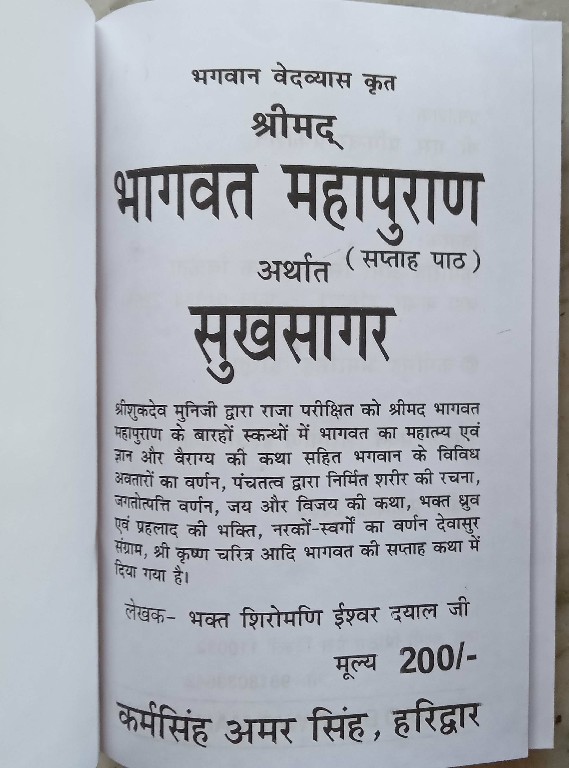 भगवान वेदव्यास कृत
श्रीमद्
भागवत महापुराण
अर्थात (सप्ताह पाठ)
सुखसागर
श्रीशुकदेव मुनिजी द्वारा राजा परीक्षित को श्रीमद भागवत
महापुराण के बारहों स्कन्धों में भागवत का महात्म्य एवं
ज्ञान और वैराग्य की कथा सहित भगवान के विविध
अवतारों का वर्णन, पंचतत्व द्वारा निर्मित शरीर की रचना,
जगतोत्पत्ति वर्णन, जय और विजय की कथा, भक्त ध्रुव
एवं प्रहलाद की भक्ति, नरकों-स्वर्गों का वर्णन देवासुर
संग्राम, श्री कृष्ण चरित्र आदि भागवत की सप्ताह कथा में
दिया गया है।
लेखक- भक्त शिरोमणि ईश्वर दयाल जी
मूल्य 200/-
कर्मसिंह अमर सिंह, हरिद्वार